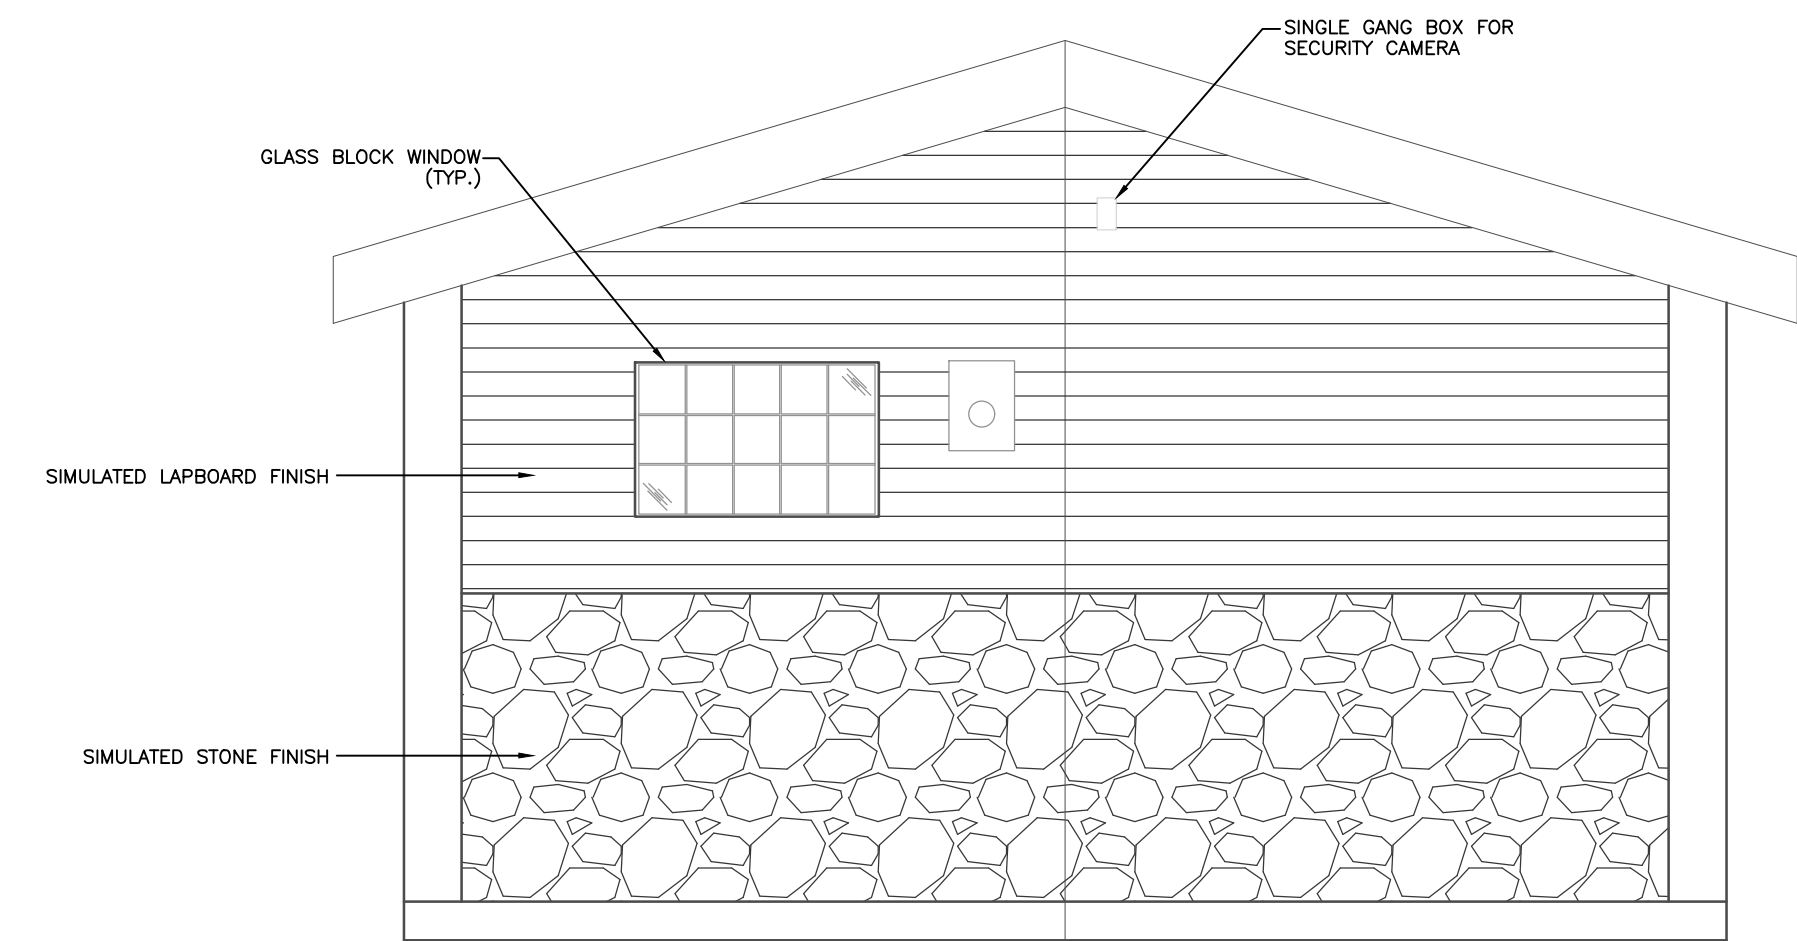 SINGLE GANG BOX FOR
SECURITY CAMERA
GLASS BLOCK WINDOW
(TYP.)
SIMULATED LAPBOARD FINISH
SIMULATED STONE FINISH